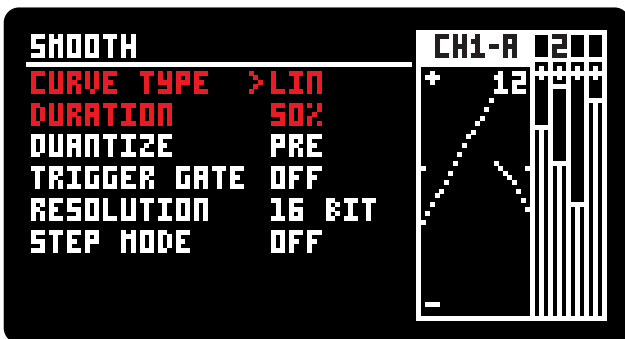 SMOOTH
CURVE TYPE >LIN
DURATION 50%
QUANTIZE PRE
TRIGGER GATE OFF
RESOLUTION 16 BIT
STEP MODE OFF
CH1-A 2
+ 12
-